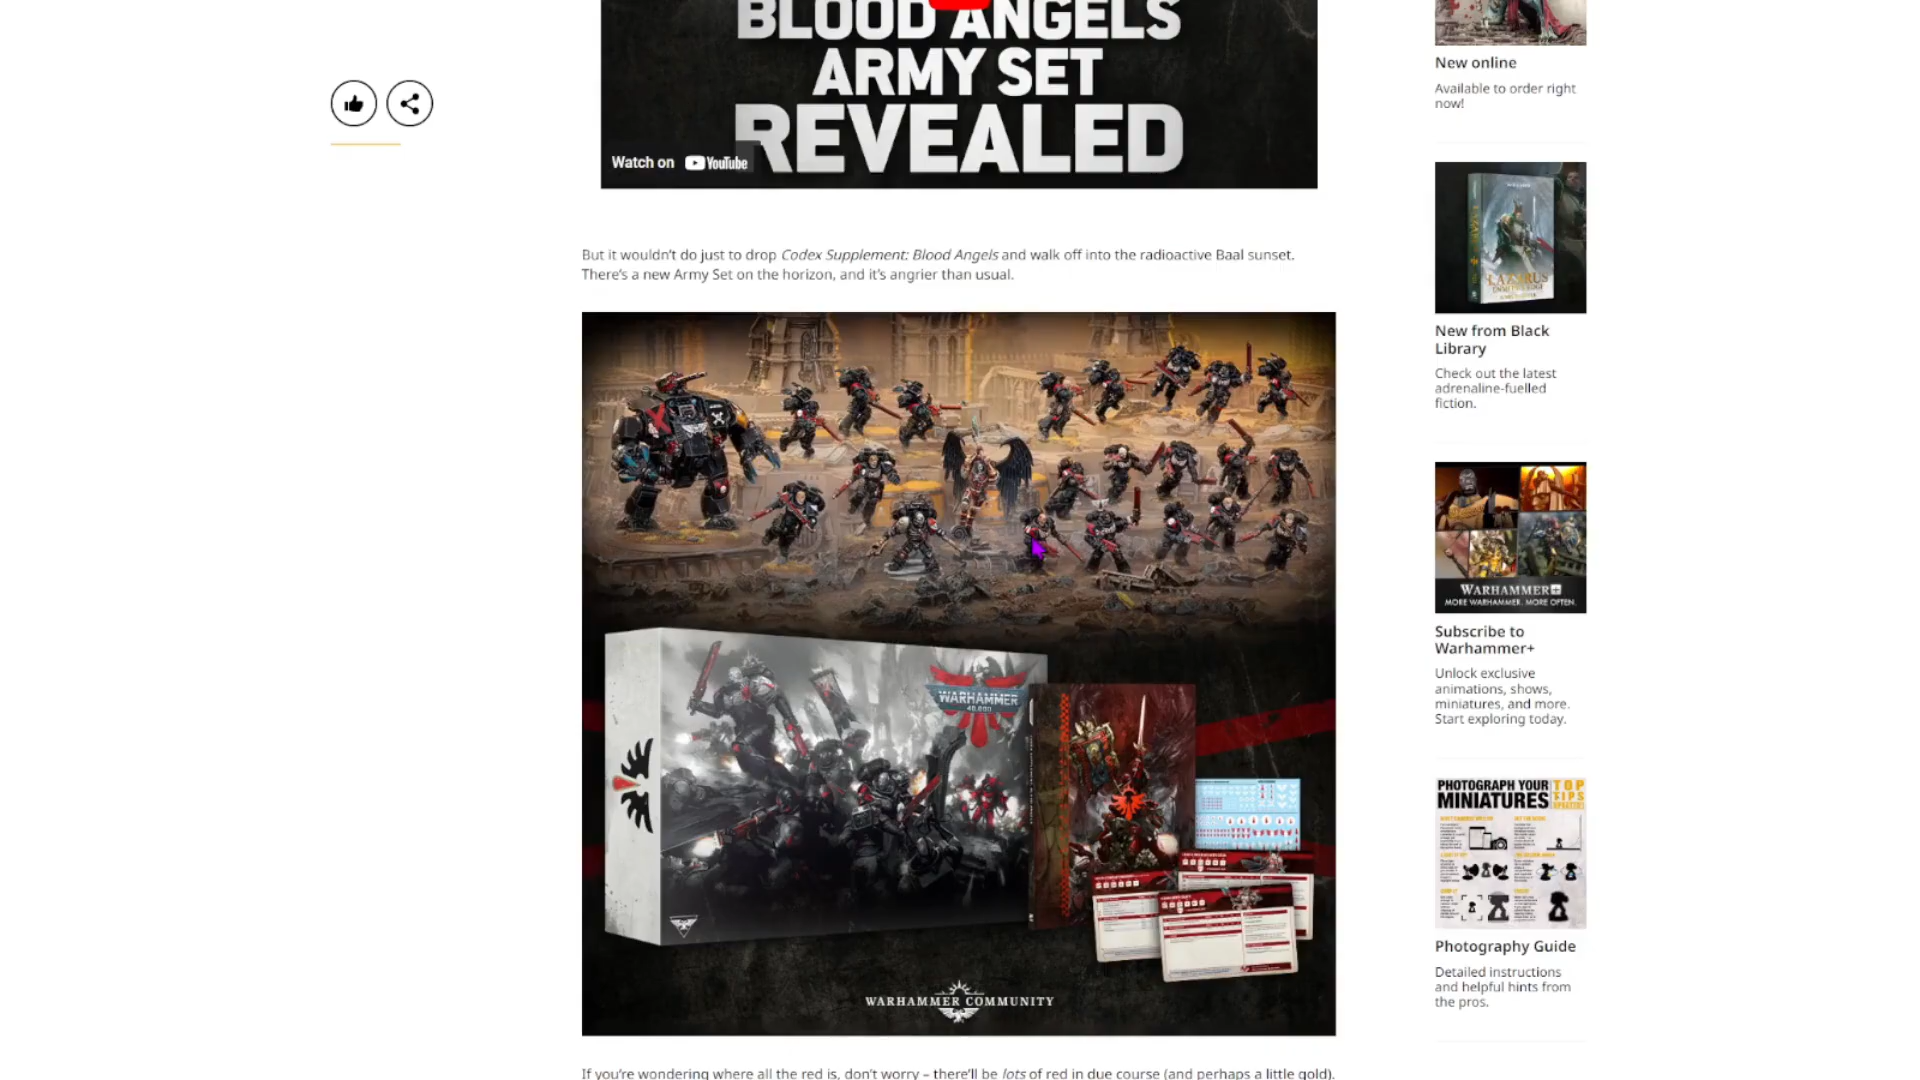 BLOOD ANGELS
ARMY SET
REVEALED
Watch on YouTube
But it wouldn't do just to drop Codex Supplement: Blood Angels and walk off into the radioactive Baal sunset.
There's a new Army Set on the horizon, and it's angrier than usual.
WARHAMMER
40,000
WARHAMMER COMMUNITY
If you're wondering where all the red is, don't worry – there'll be lots of red in due course (and perhaps a little gold).
New online
Available to order right
now!
LAZARUS
New from Black
Library
Check out the latest
adrenaline-fuelled
fiction.
WARHAMMER+
MORE WARHAMMER. MORE OFTEN.
Subscribe to
Warhammer+
Unlock exclusive
animations, shows,
miniatures, and more.
Start exploring today.
PHOTOGRAPH YOUR
MINIATURES
TOP
TIPS
Photography Guide
Detailed instructions
and helpful hints from
the pros.